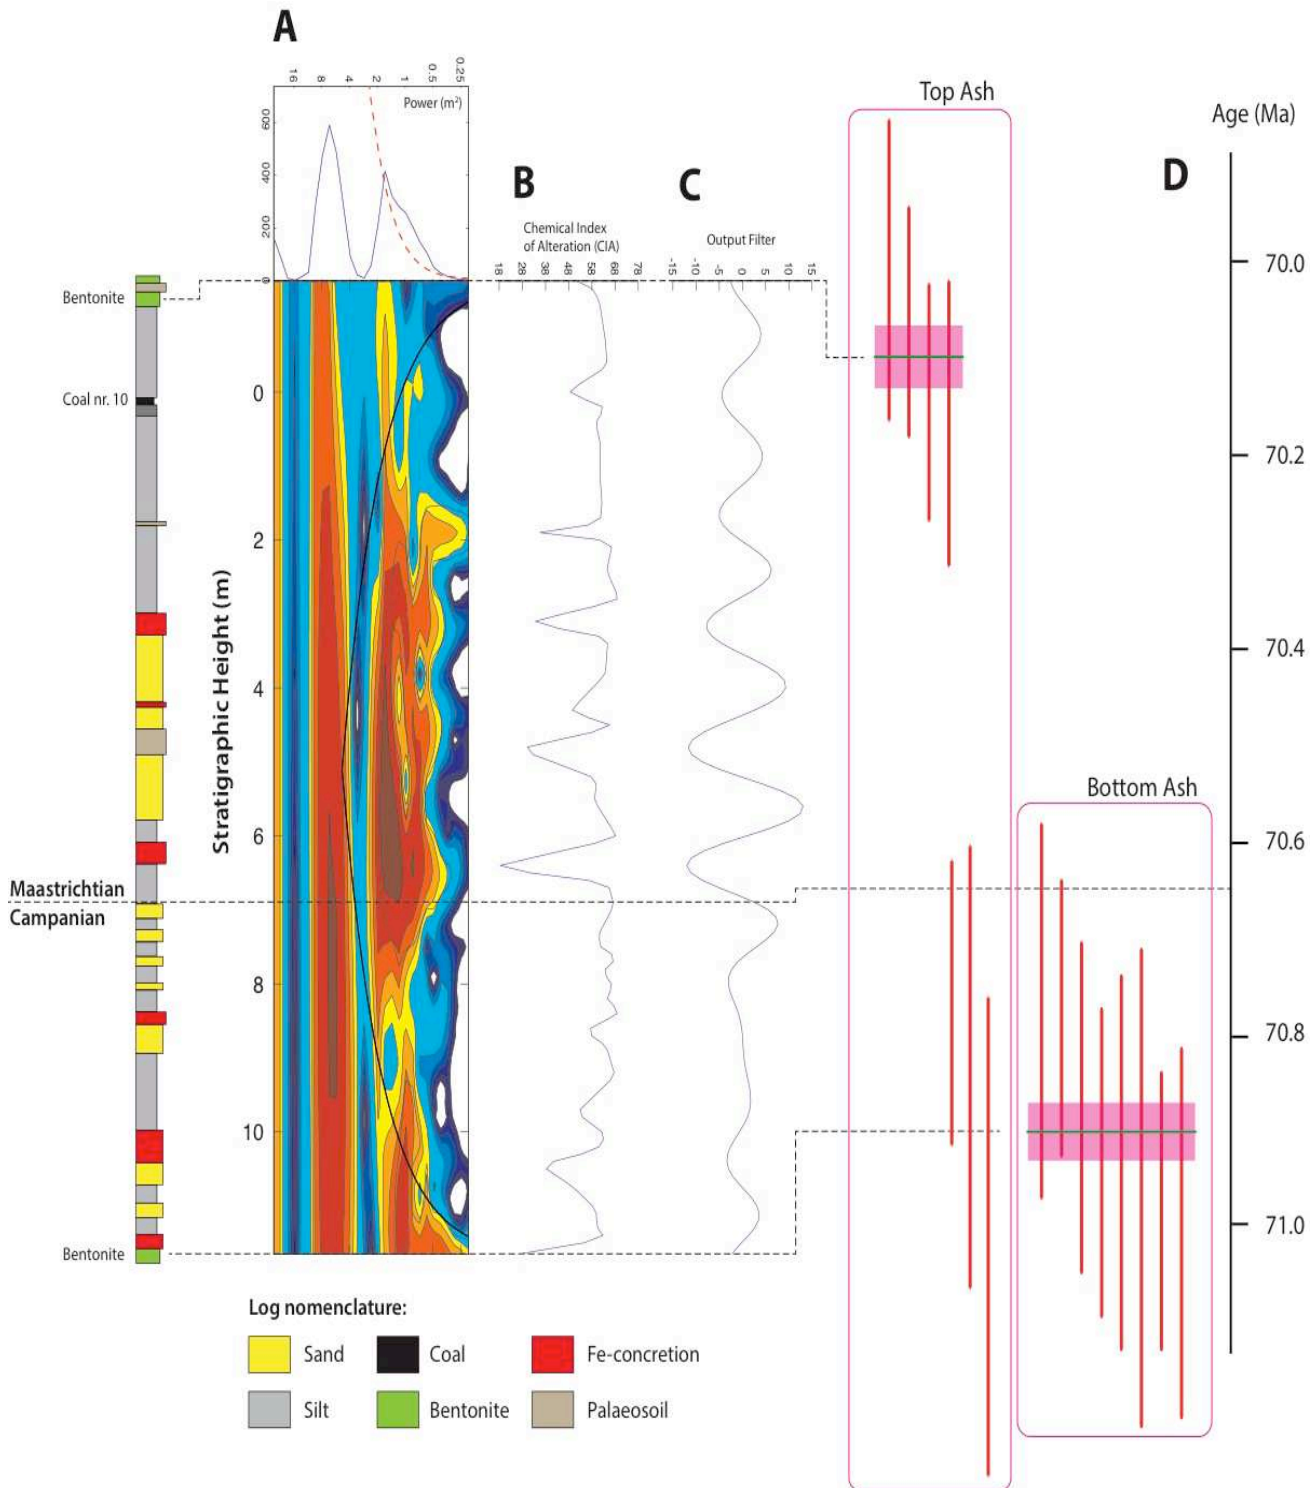 A
16 8 4 2 1 0.5 0.25
Power (m²)
600
400
200
0
B
Chemical Index
of Alteration (CIA)
18 28 38 48 58 68 78
C
Output Filter
-15 -10 -5 0 5 10 15
Top Ash
D
Age (Ma)
70.0
70.2
70.4
70.6
70.8
71.0
Bottom Ash
Bentonite
Coal nr. 10
Maastrichtian
Campanian
Bentonite
Stratigraphic Height (m)
0
2
4
6
8
10
Log nomenclature:
Sand
Coal
Fe-concretion
Silt
Bentonite
Palaeosoil